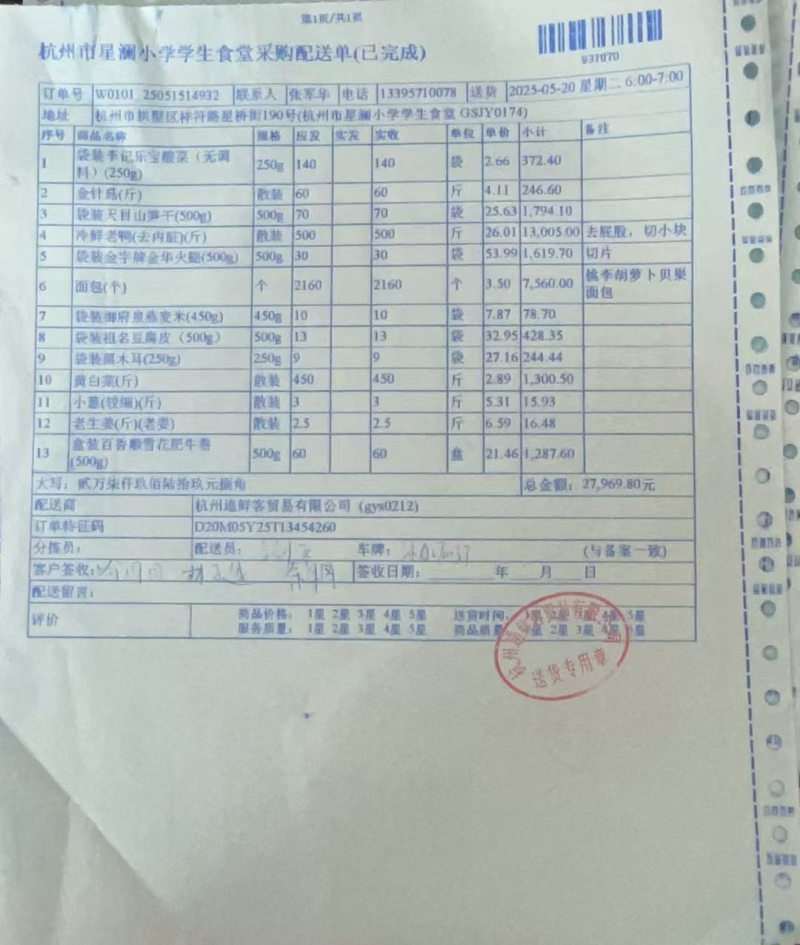 第1页/共1页
杭州市星澜小学学生食堂采购配送单(已完成)
937070
订单号 W0101_25051514932 联系人 张军华 电话 13395710078 送货 2025-05-20 星期二 6:00-7:00
地址 杭州市拱墅区祥符路星桥街190号(杭州市星澜小学学生食堂 GSJY0174)
序号 商品名称 规格 应发 实发 实收 单位 单价 小计 备注
1 袋装李记乐宝酸菜（无调料）(250g) 250g 140 140 袋 2.66 372.40
2 金针菇(斤) 散装 60 60 斤 4.11 246.60
3 袋装天目山笋干(500g) 500g 70 70 袋 25.63 1,794.10
4 冷鲜老鸭(去内脏)(斤) 散装 500 500 斤 26.01 13,005.00 去屁股，切小块
5 袋装金字牌金华火腿(500g) 500g 30 30 袋 53.99 1,619.70 切片
6 面包(个) 个 2160 2160 个 3.50 7,560.00 桃李胡萝卜贝果面包
7 袋装御府泉燕麦米(450g) 450g 10 10 袋 7.87 78.70
8 袋装祖名豆腐皮（500g） 500g 13 13 袋 32.95 428.35
9 袋装黑木耳(250g) 250g 9 9 袋 27.16 244.44
10 黄白菜(斤) 散装 450 450 斤 2.89 1,300.50
11 小葱(较细)(斤) 散装 3 3 斤 5.31 15.93
12 老生姜(斤)(老姜) 散装 2.5 2.5 斤 6.59 16.48
13 盒装百香顺雪花肥牛卷(500g) 500g 60 60 盒 21.46 1,287.60
大写：贰万柒仟玖佰陆拾玖元捌角 总金额：27,969.80元
配送商 杭州迪鲜客贸易有限公司 (gys0212)
订单特征码 D20M05Y25T13454260
分拣员： 配送员： 车牌： (与备案一致)
客户签收： 签收日期： 年 月 日
配送留言：
评价 商品价格： 1星 2星 3星 4星 5星 送货时间： 1星 2星 3星 4星 5星
服务质量： 1星 2星 3星 4星 5星 商品质量： 1星 2星 3星 4星 5星
送货专用章